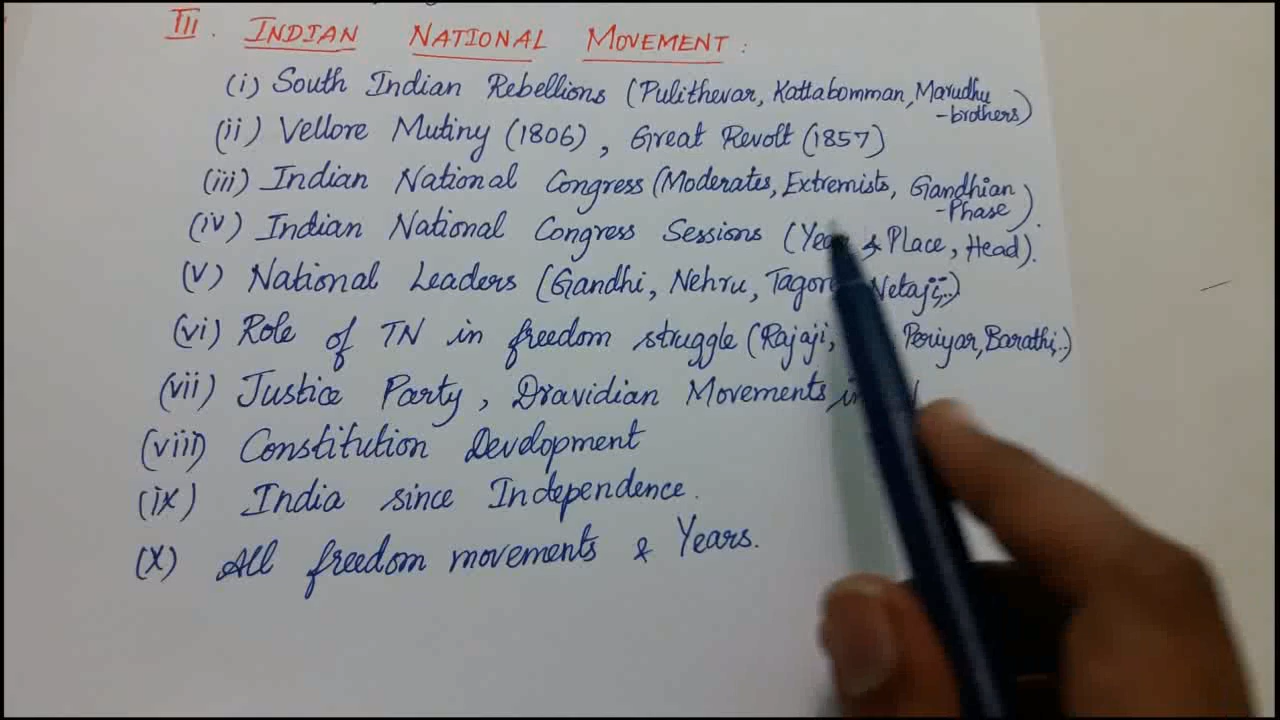 III. INDIAN NATIONAL MOVEMENT:
(i) South Indian Rebellions (Pulithevar, Kattabomman, Marudhu
-brothers)
(ii) Vellore Mutiny (1806), Great Revolt (1857)
(iii) Indian National Congress (Moderates, Extremists, Gandhian
-Phase).
(iv) Indian National Congress Sessions (Year & Place, Head).
(v) National Leaders (Gandhi, Nehru, Tagore, Netaji,..)
(vi) Role of TN in freedom struggle (Rajaji, Periyar, Barathi,..)
(vii) Justice Party, Dravidian Movements in
(viii) Constitution Development
(ix) India since Independence.
(x) All freedom movements & Years.